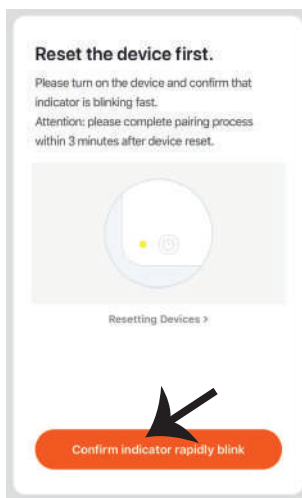 Reset the device first.
Please turn on the device and confirm that
indicator is blinking fast.
Attention: please complete pairing process
within 3 minutes after device reset.
Resetting Devices >
Confirm indicator rapidly blink